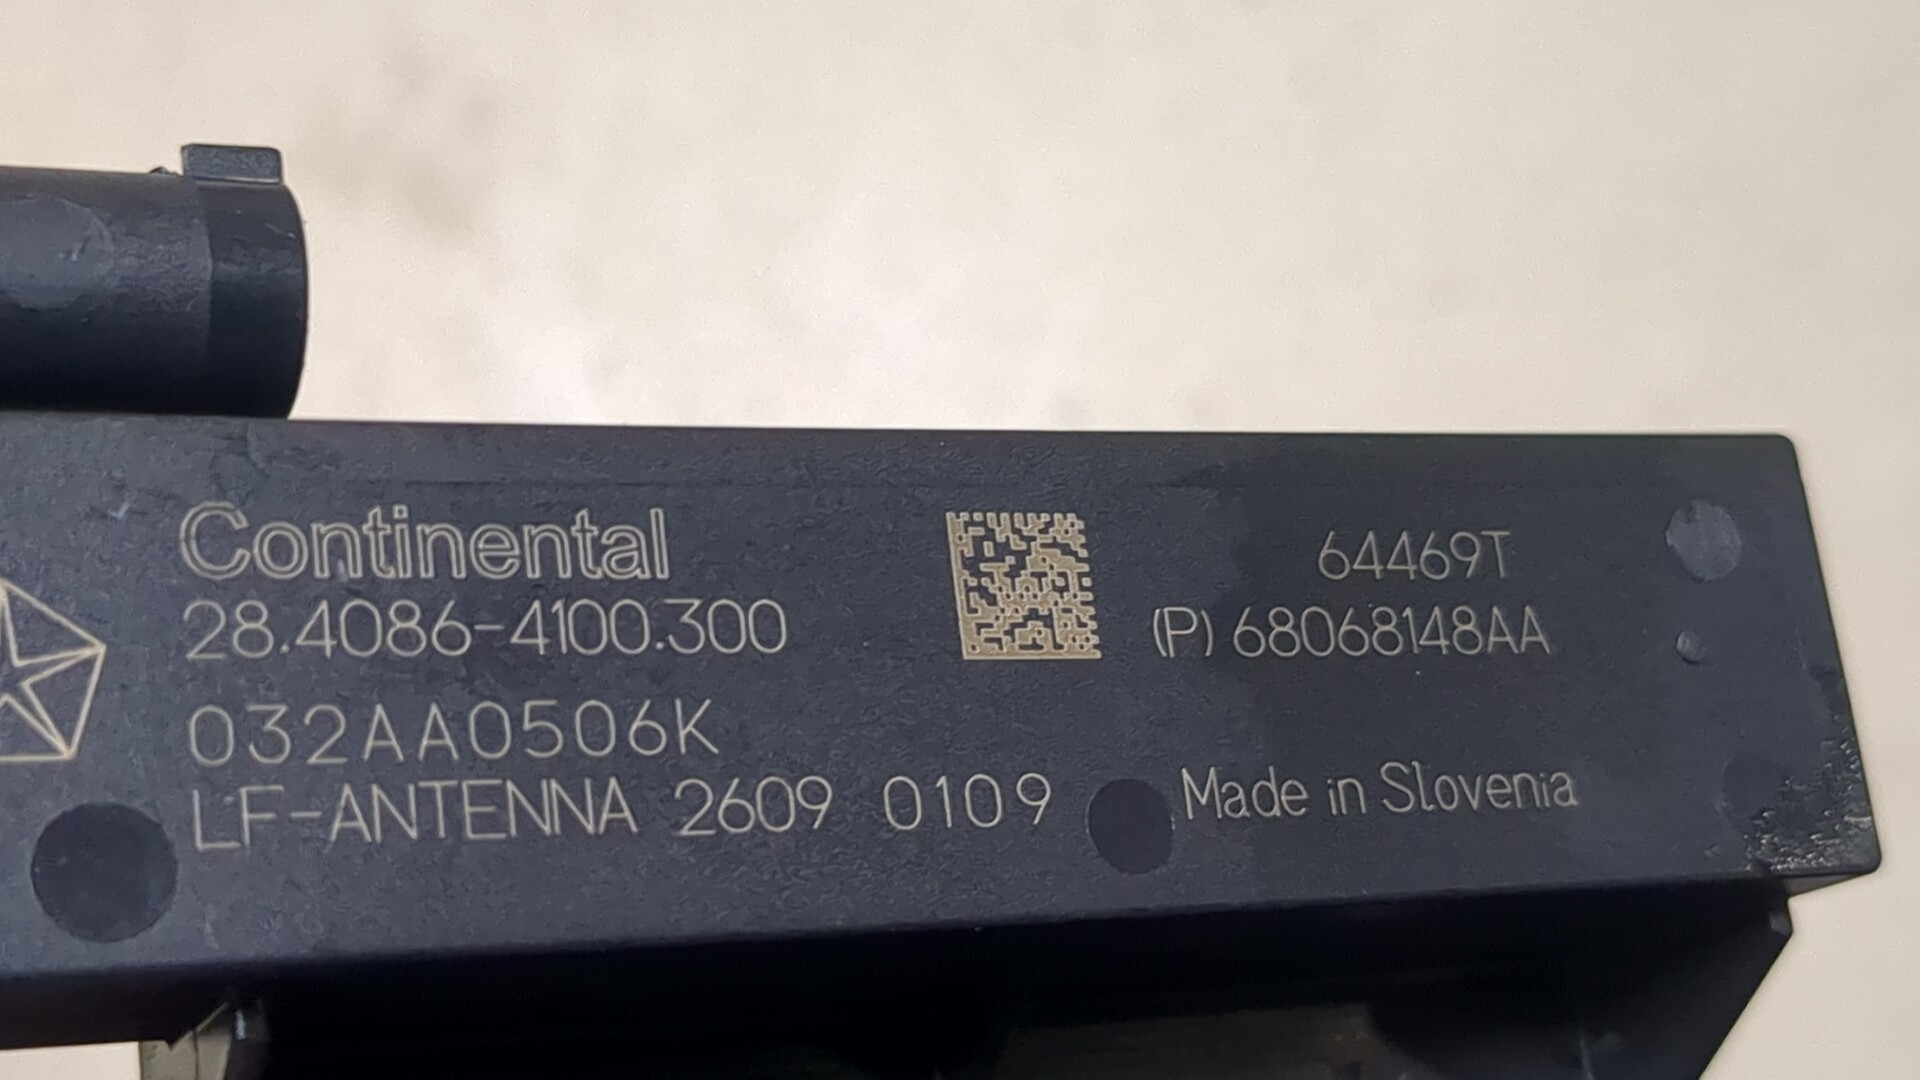 Continental
28.4086-4100.300
032AA0506K
LF-ANTENNA 2609 0109
64469T
(P) 68068148AA
Made in Slovenia